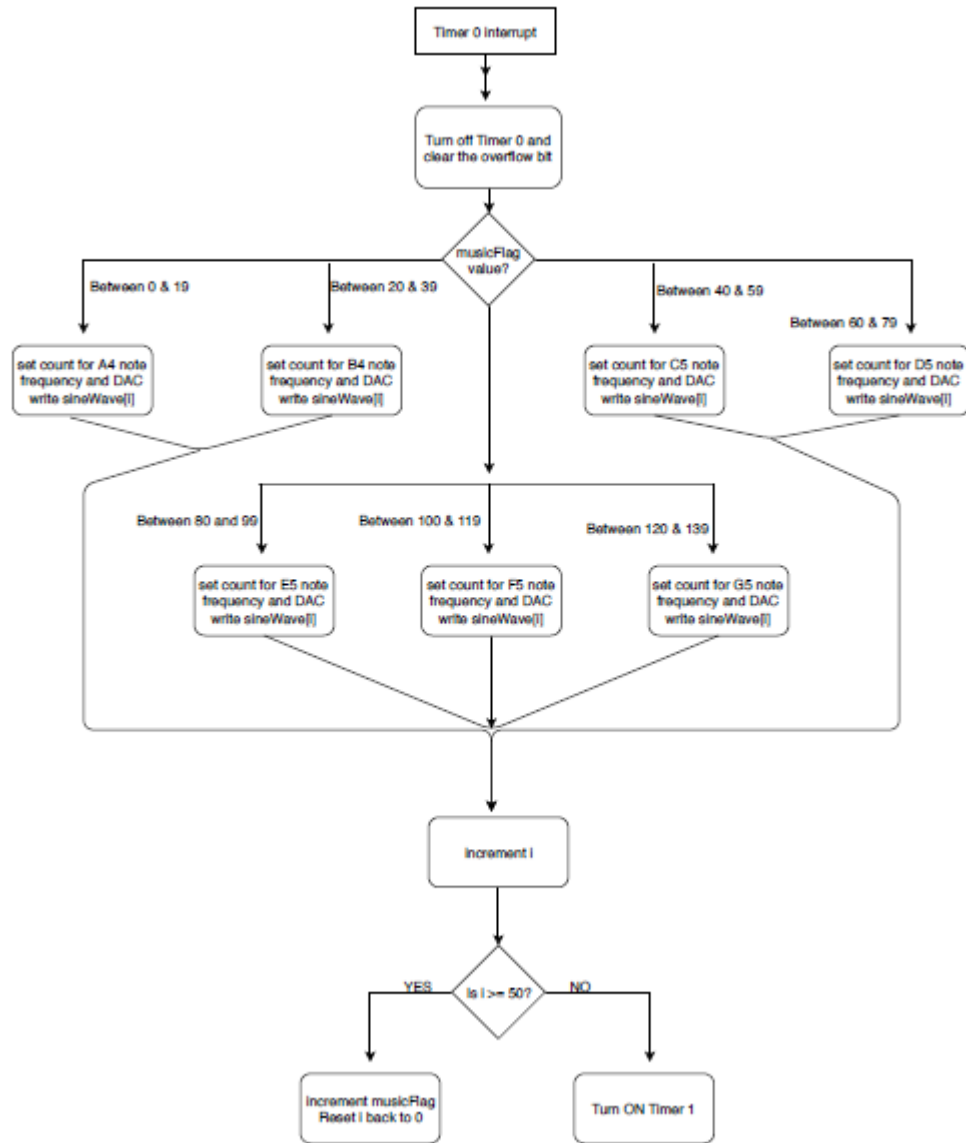 Timer 0 interrupt
Turn off Timer 0 and
clear the overflow bit
musicFlag
value?
Between 0 & 19
Between 20 & 39
Between 40 & 59
Between 60 & 79
set count for A4 note
frequency and DAC
write sineWave[i]
set count for B4 note
frequency and DAC
write sineWave[i]
set count for C5 note
frequency and DAC
write sineWave[i]
set count for D5 note
frequency and DAC
write sineWave[i]
Between 80 and 99
Between 100 & 119
Between 120 & 139
set count for E5 note
frequency and DAC
write sineWave[i]
set count for F5 note
frequency and DAC
write sineWave[i]
set count for G5 note
frequency and DAC
write sineWave[i]
Increment i
Is i >= 50?
YES
NO
Increment musicFlag
Reset i back to 0
Turn ON Timer 1